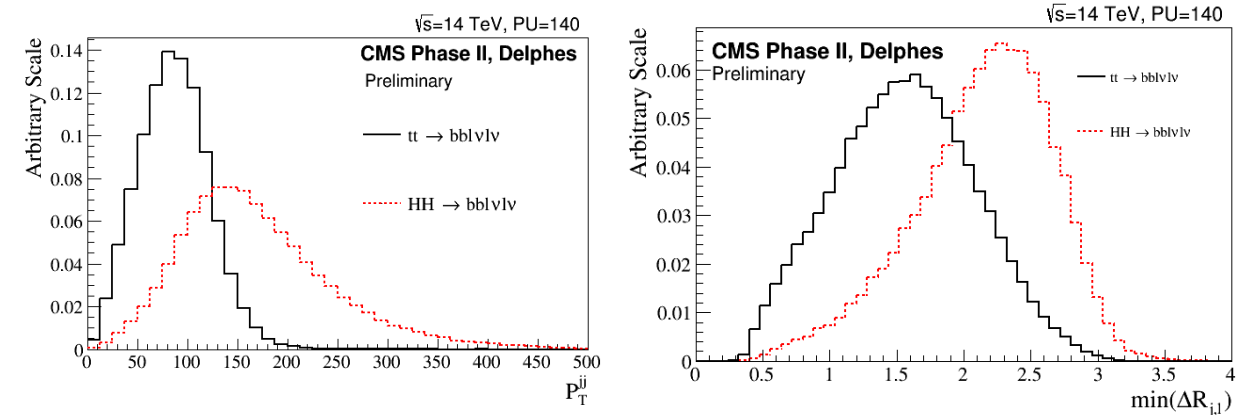 √s=14 TeV, PU=140
CMS Phase II, Delphes
Preliminary
tt → bblνlν
HH → bblνlν
Arbitrary Scale
0.14
0.12
0.1
0.08
0.06
0.04
0.02
0
0 50 100 150 200 250 300 350 400 450 500
P_T^jj
√s=14 TeV, PU=140
CMS Phase II, Delphes
Preliminary
tt → bblνlν
HH → bblνlν
Arbitrary Scale
0.06
0.05
0.04
0.03
0.02
0.01
0
0 0.5 1 1.5 2 2.5 3 3.5 4
min(ΔR_j,l)